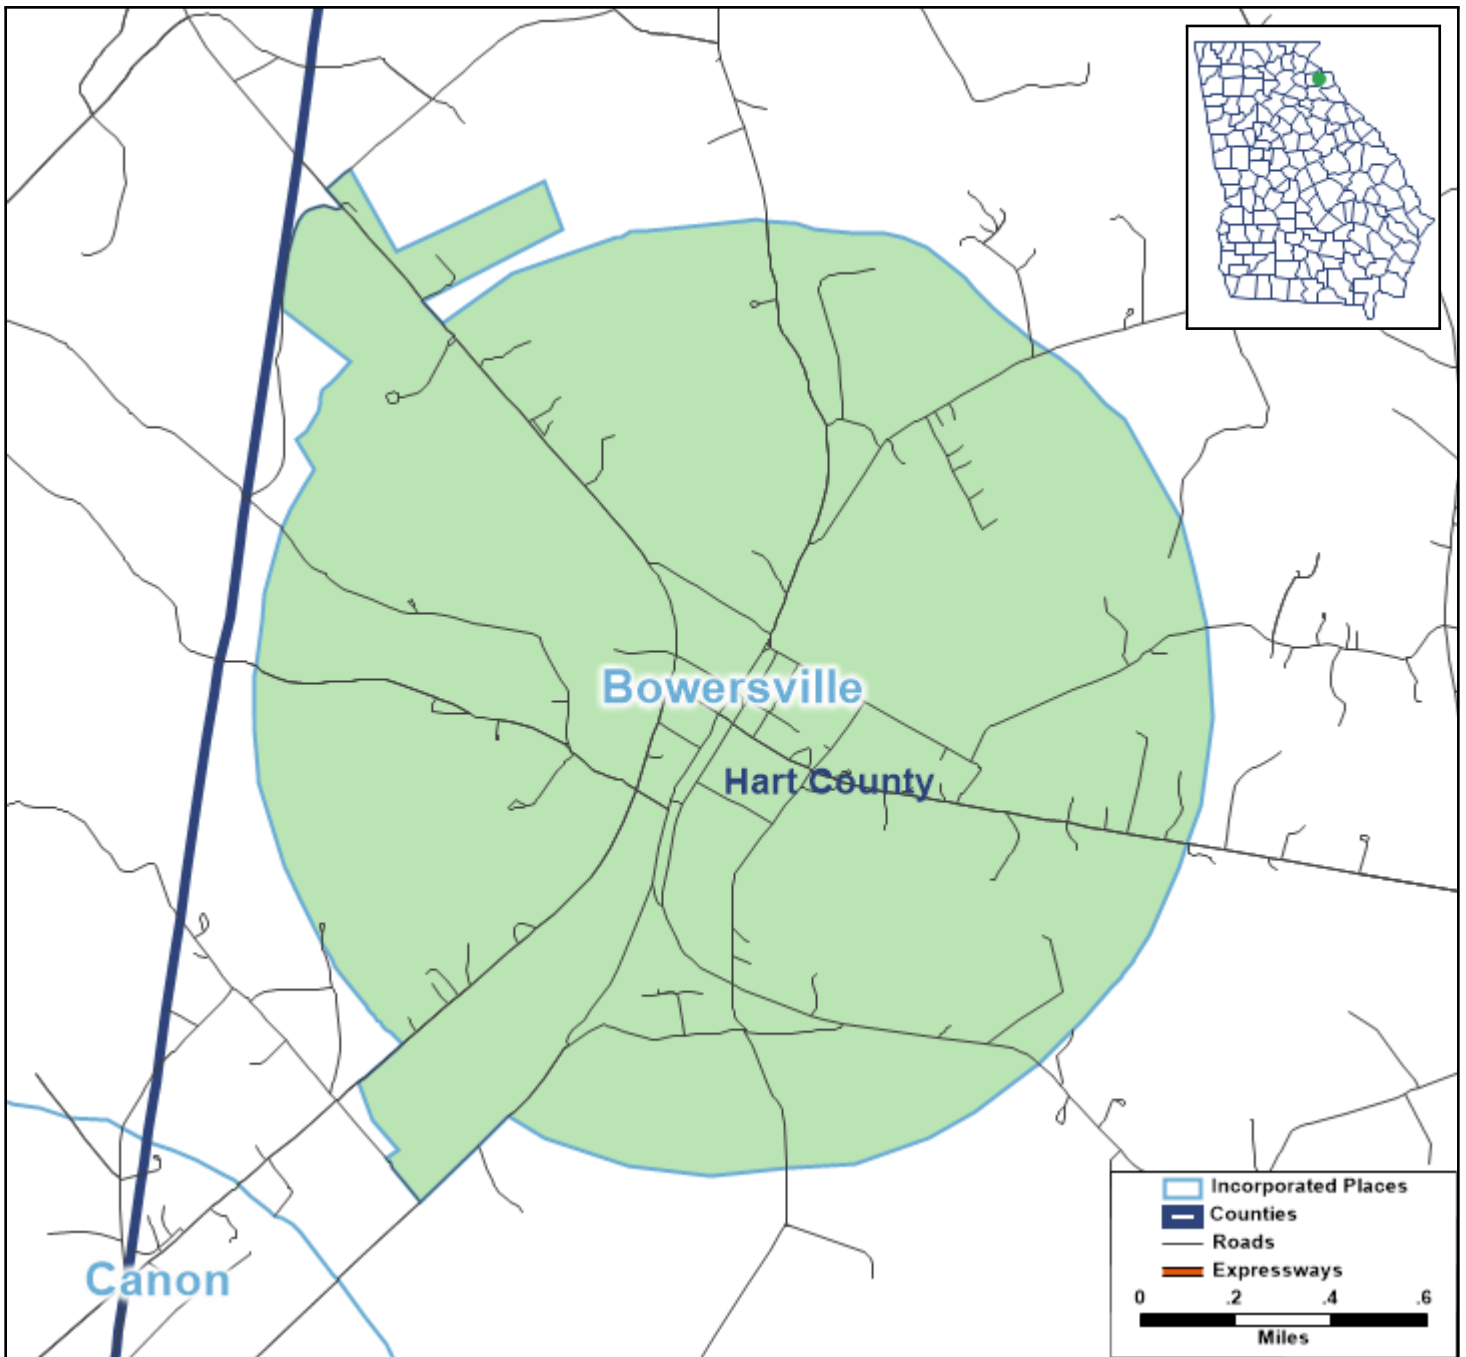 Bowersville
Hart County
Canon
Incorporated Places
Counties
Roads
Expressways
0 .2 .4 .6
Miles